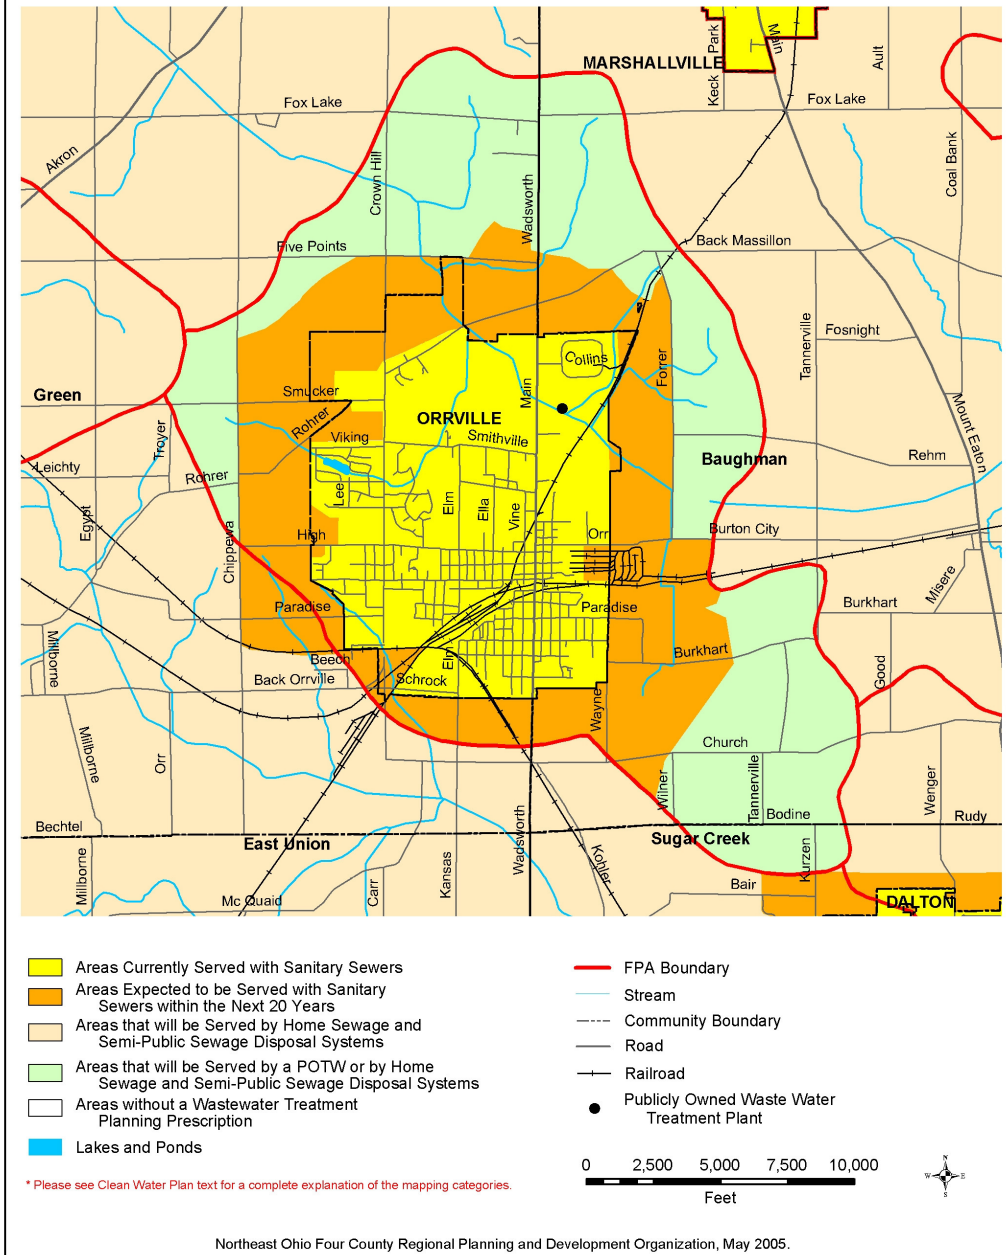 MARSHALLVILLE
Keck
Park
Main
Ault
Fox Lake
Fox Lake
Akron
Crown Hill
Wadsworth
Coal Bank
Five Points
Back Massillon
Tannerville
Fosnight
Collins
Forrer
Green
Smucker
Main
ORRVILLE
Rohrer
Viking
Smithville
Mount Eaton
Troyer
Leichty
Rohrer
Baughman
Rehm
Lee
Elm
Ella
Vine
Egypt
Chippewa
High
Orr
Burton City
Misere
Paradise
Paradise
Burkhart
Burkhart
Millborne
Beech
Elm
Back Orrville
Schrock
Good
Wayne
Millborne
Orr
Church
Wilner
Tannerville
Wenger
Bodine
Rudy
Bechtel
East Union
Wadsworth
Sugar Creek
Kohler
Kurzen
Millborne
Carr
Kansas
Mc Quaid
Bair
DALTON
Areas Currently Served with Sanitary Sewers
Areas Expected to be Served with Sanitary
Sewers within the Next 20 Years
Areas that will be Served by Home Sewage and
Semi-Public Sewage Disposal Systems
Areas that will be Served by a POTW or by Home
Sewage and Semi-Public Sewage Disposal Systems
Areas without a Wastewater Treatment
Planning Prescription
Lakes and Ponds
* Please see Clean Water Plan text for a complete explanation of the mapping categories.
FPA Boundary
Stream
Community Boundary
Road
Railroad
Publicly Owned Waste Water
Treatment Plant
0 2,500 5,000 7,500 10,000
Feet
N
W E
S
Northeast Ohio Four County Regional Planning and Development Organization, May 2005.